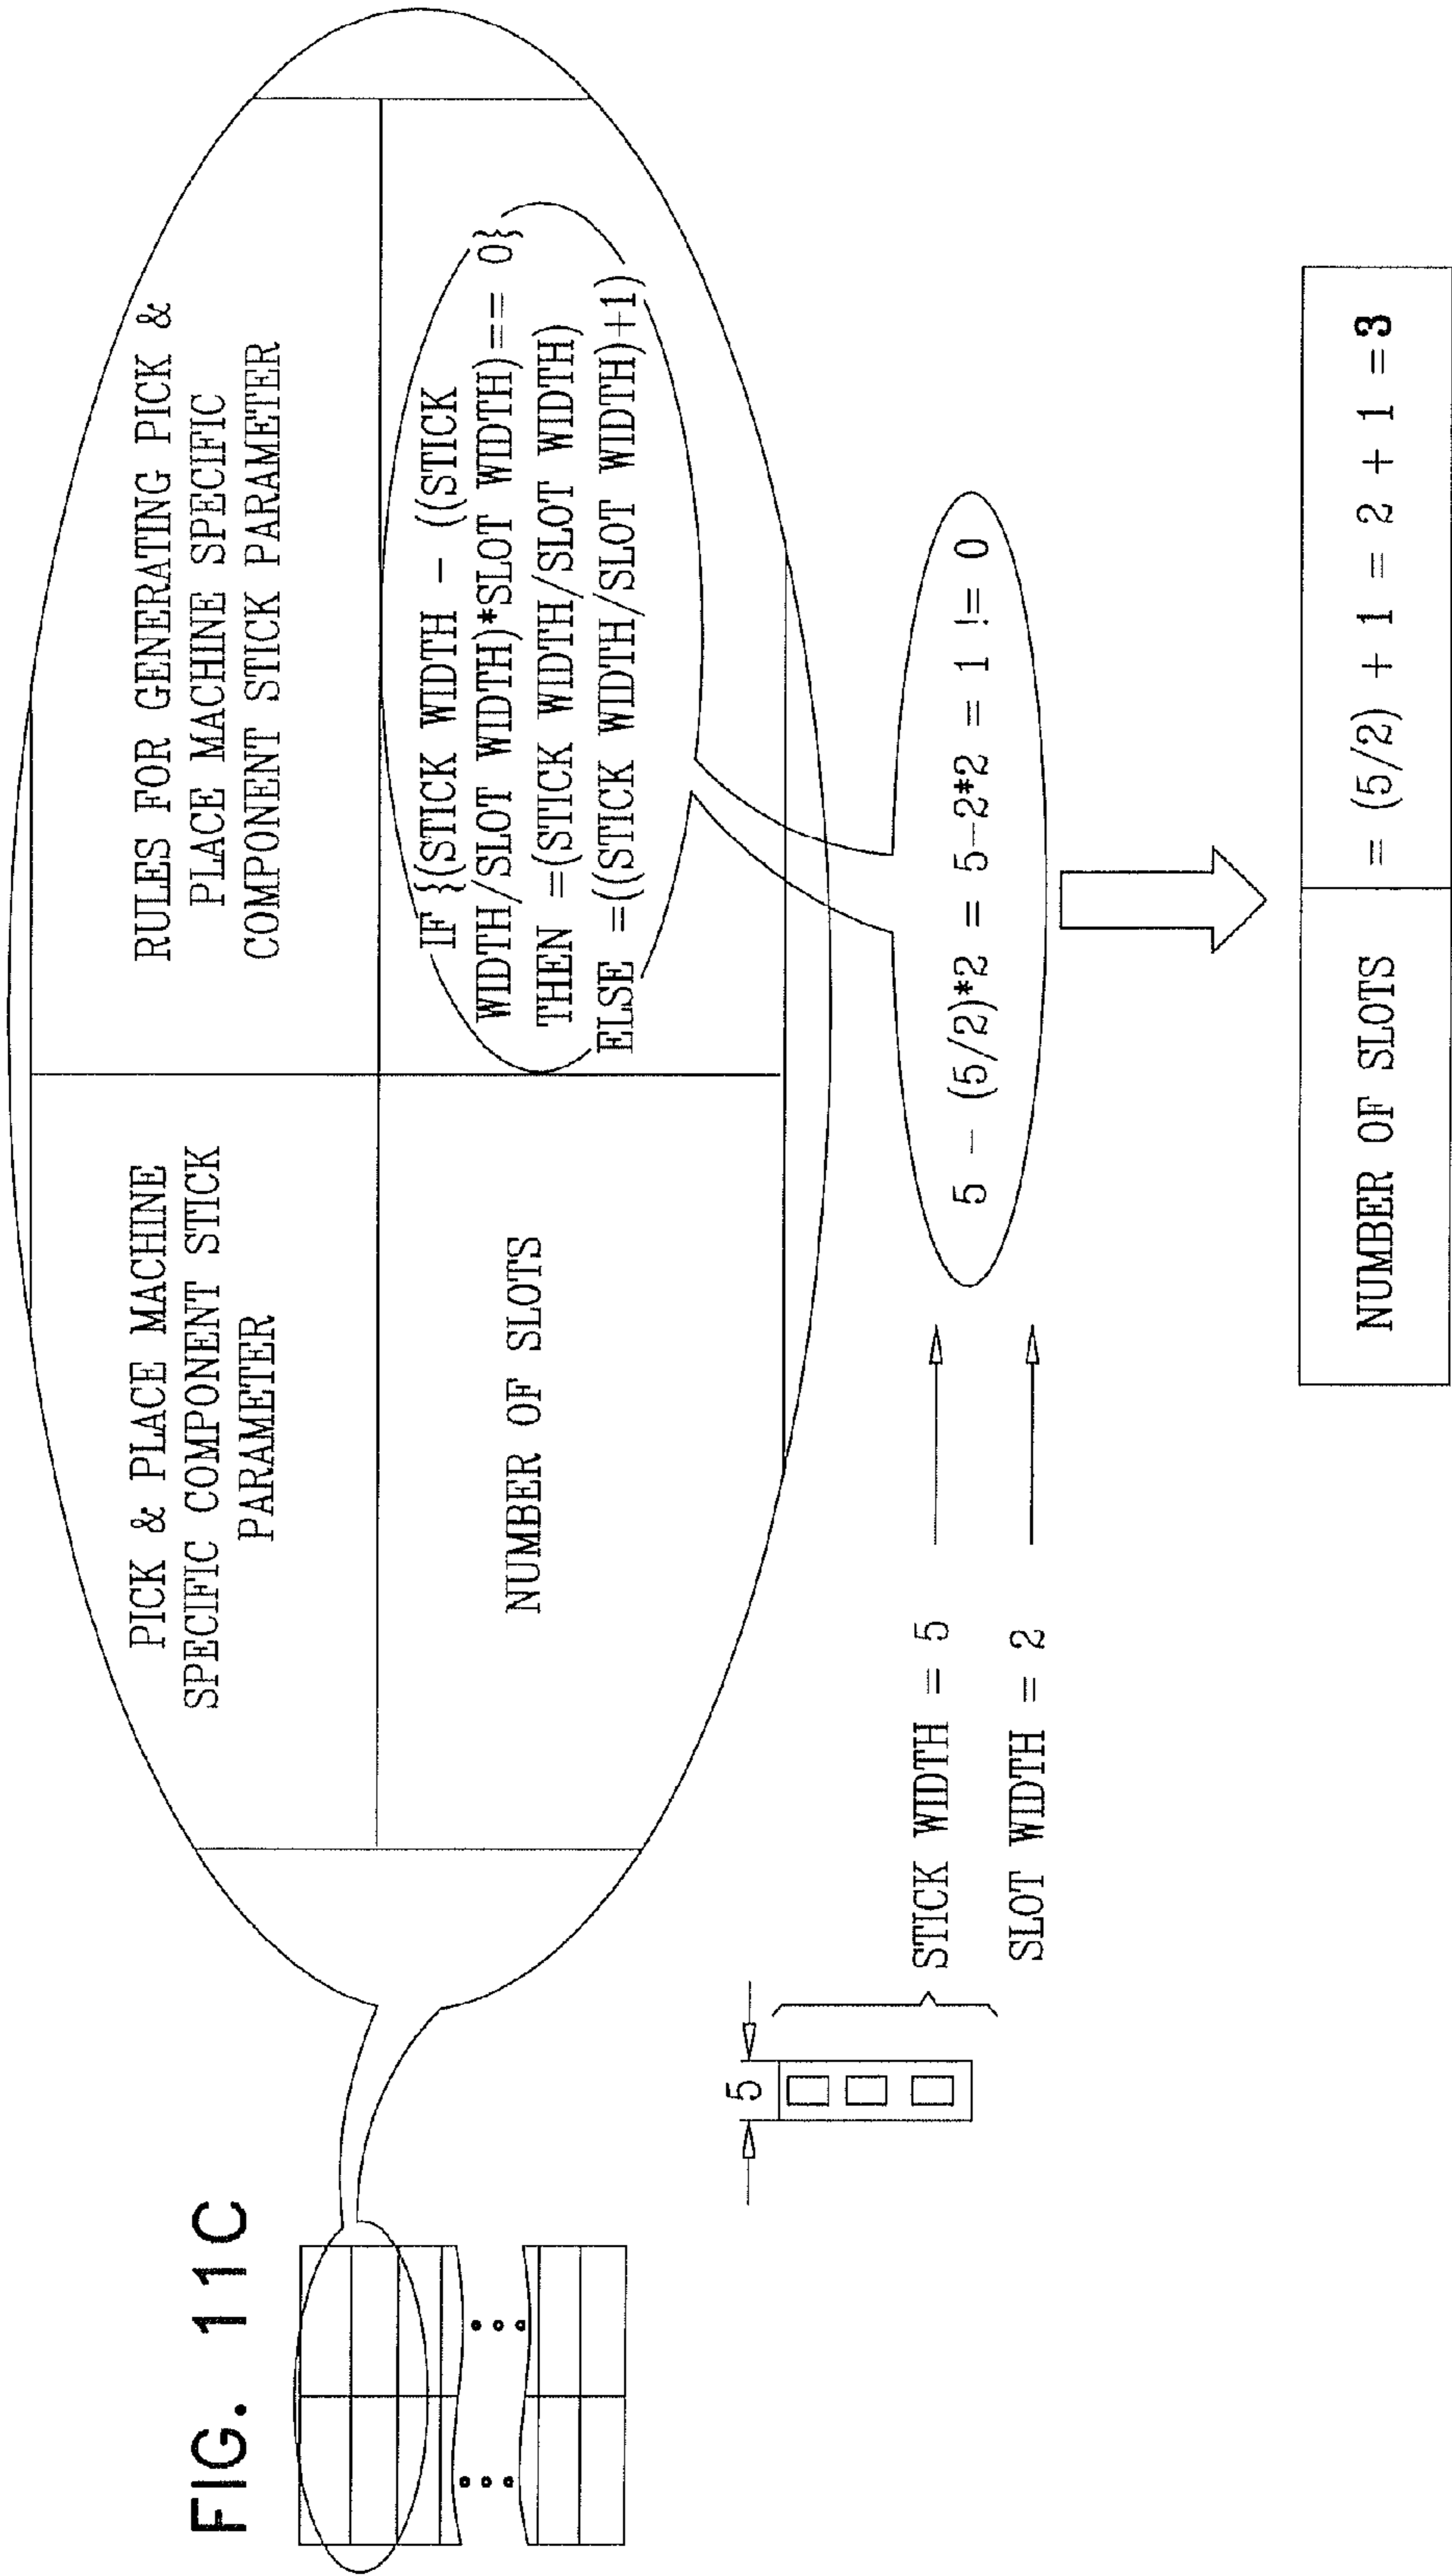 FIG. 11C
PICK & PLACE MACHINE
SPECIFIC COMPONENT STICK
PARAMETER
RULES FOR GENERATING PICK &
PLACE MACHINE SPECIFIC
COMPONENT STICK PARAMETER
NUMBER OF SLOTS
IF {(STICK WIDTH - ((STICK
WIDTH/SLOT WIDTH)*SLOT WIDTH)== 0}
THEN =(STICK WIDTH/SLOT WIDTH)
ELSE =((STICK WIDTH/SLOT WIDTH)+1)
5
STICK WIDTH = 5
SLOT WIDTH = 2
5 - (5/2)*2 = 5-2*2 = 1 != 0
NUMBER OF SLOTS
= (5/2) + 1 = 2 + 1 = 3